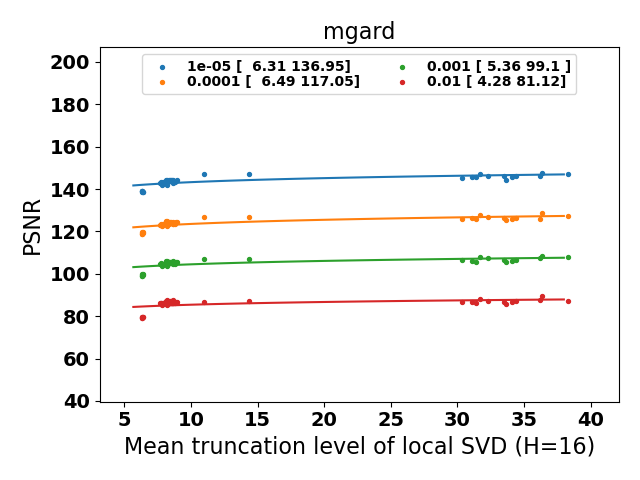 mgard
1e-05 [  6.31 136.95]
0.0001 [  6.49 117.05]
0.001 [ 5.36 99.1 ]
0.01 [ 4.28 81.12]
PSNR
200
180
160
140
120
100
80
60
40
5 10 15 20 25 30 35 40
Mean truncation level of local SVD (H=16)